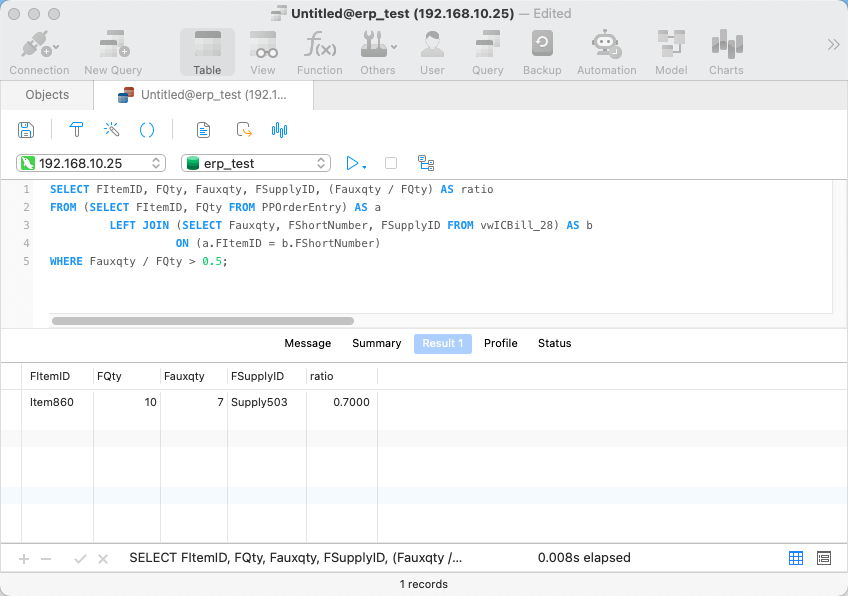 Untitled@erp_test (192.168.10.25) — Edited
Connection New Query Table View Function Others User Query Backup Automation Model Charts
Objects Untitled@erp_test (192.1...
192.168.10.25 erp_test
1 SELECT FItemID, FQty, Fauxqty, FSupplyID, (Fauxqty / FQty) AS ratio
2 FROM (SELECT FItemID, FQty FROM PPOrderEntry) AS a
3 LEFT JOIN (SELECT Fauxqty, FShortNumber, FSupplyID FROM vwICBill_28) AS b
4 ON (a.FItemID = b.FShortNumber)
5 WHERE Fauxqty / FQty > 0.5;
Message Summary Result 1 Profile Status
FItemID FQty Fauxqty FSupplyID ratio
Item860 10 7 Supply503 0.7000
SELECT FItemID, FQty, Fauxqty, FSupplyID, (Fauxqty /... 0.008s elapsed
1 records